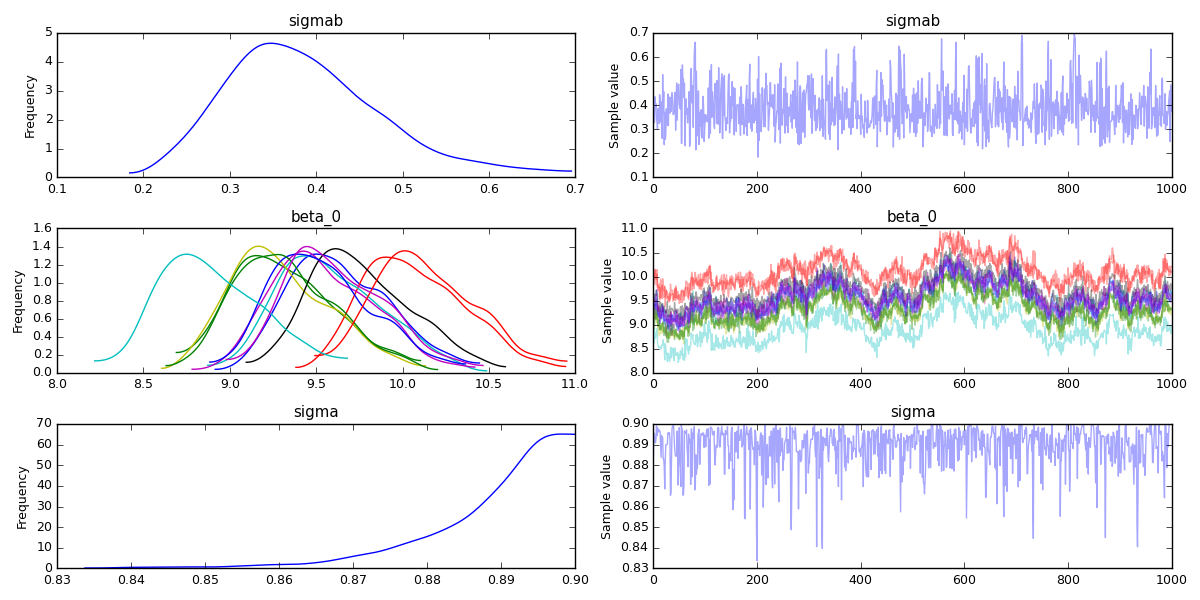 sigmab
Frequency
5
4
3
2
1
0
0.1 0.2 0.3 0.4 0.5 0.6 0.7
sigmab
Sample value
0.7
0.6
0.5
0.4
0.3
0.2
0.1
0 200 400 600 800 1000
beta_0
Frequency
1.6
1.4
1.2
1.0
0.8
0.6
0.4
0.2
0.0
8.0 8.5 9.0 9.5 10.0 10.5 11.0
beta_0
Sample value
11.0
10.5
10.0
9.5
9.0
8.5
8.0
0 200 400 600 800 1000
sigma
Frequency
70
60
50
40
30
20
10
0
0.83 0.84 0.85 0.86 0.87 0.88 0.89 0.90
sigma
Sample value
0.90
0.89
0.88
0.87
0.86
0.85
0.84
0.83
0 200 400 600 800 1000